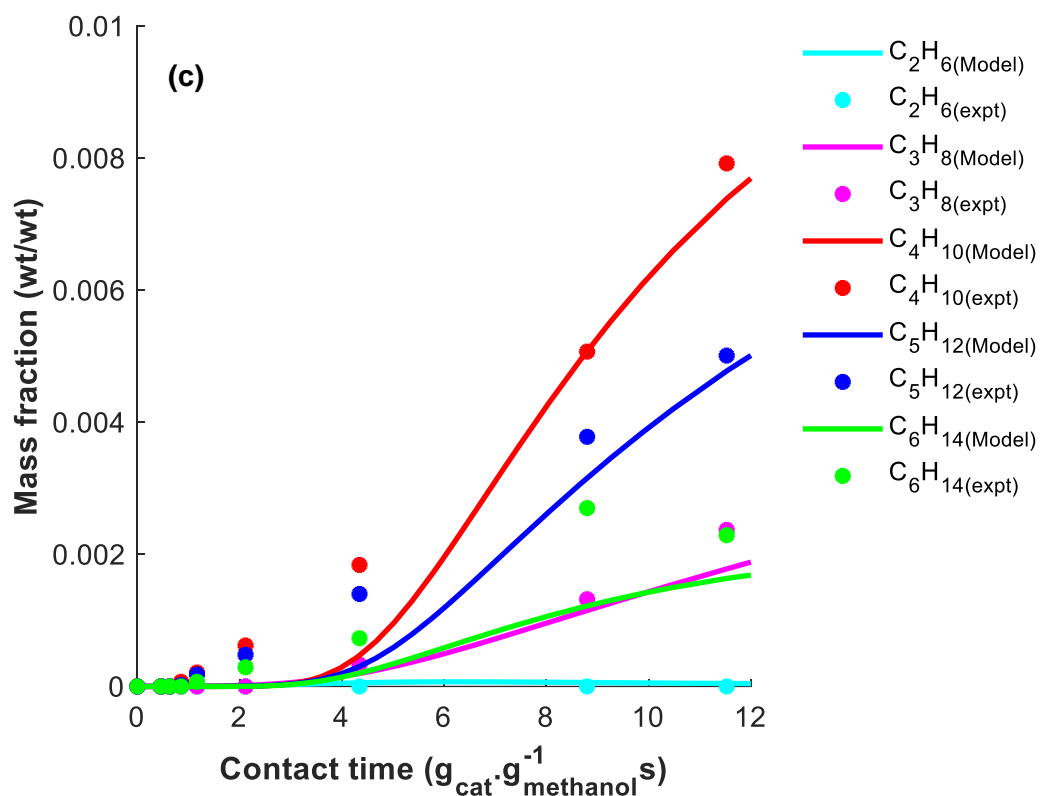 (c)
0.01
0.008
0.006
0.004
0.002
0
0 2 4 6 8 10 12
Mass fraction (wt/wt)
Contact time (g_cat.g^-1_methanol s)
C2H6(Model)
C2H6(expt)
C3H8(Model)
C3H8(expt)
C4H10(Model)
C4H10(expt)
C5H12(Model)
C5H12(expt)
C6H14(Model)
C6H14(expt)